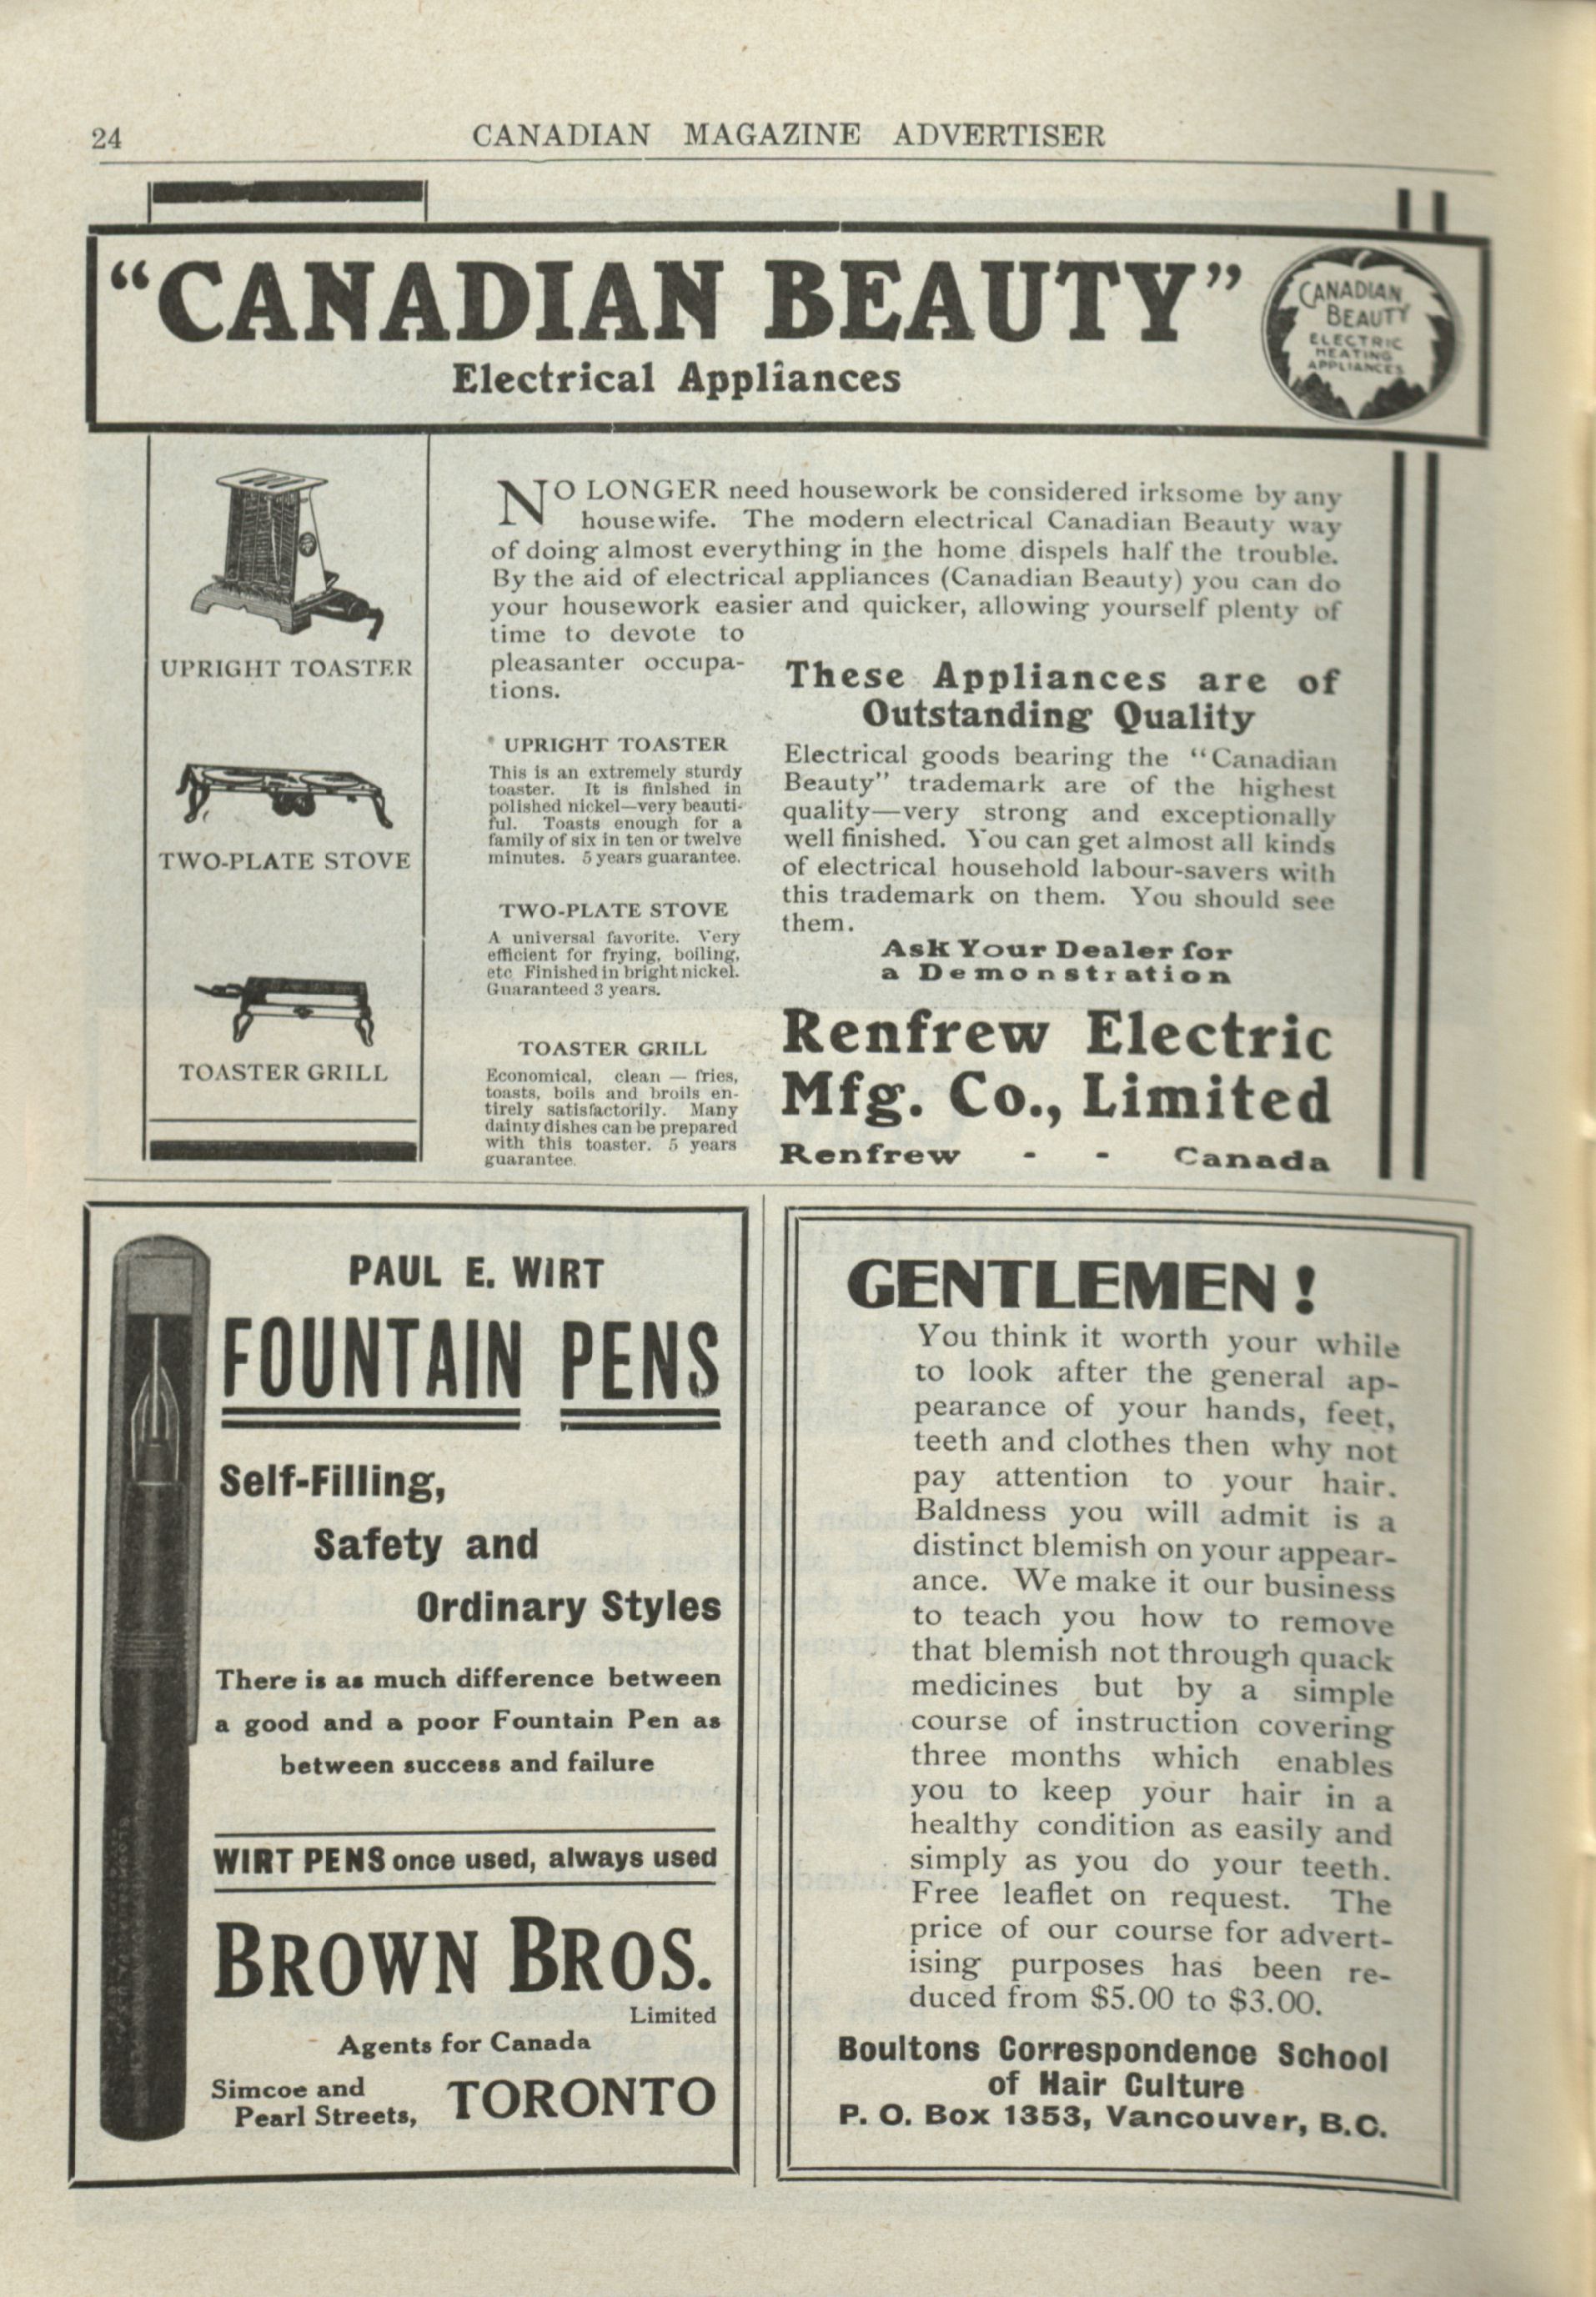 24
CANADIAN MAGAZINE ADVERTISER
"CANADIAN BEAUTY"
Electrical Appliances
CANADIAN
BEAUTY
ELECTRIC
HEATING
APPLIANCES
UPRIGHT TOASTER
TWO-PLATE STOVE
TOASTER GRILL
NO LONGER need housework be considered irksome by any
housewife. The modern electrical Canadian Beauty way
of doing almost everything in the home dispels half the trouble.
By the aid of electrical appliances (Canadian Beauty) you can do
your housework easier and quicker, allowing yourself plenty of
time to devote to
pleasanter occupa-
tions.
UPRIGHT TOASTER
This is an extremely sturdy
toaster. It is finished in
polished nickel—very beauti-
ful. Toasts enough for a
family of six in ten or twelve
minutes. 5 years guarantee.
TWO-PLATE STOVE
A universal favorite. Very
efficient for frying, boiling,
etc Finished in bright nickel.
Guaranteed 3 years.
TOASTER GRILL
Economical, clean — fries,
toasts, boils and broils en-
tirely satisfactorily. Many
dainty dishes can be prepared
with this toaster. 5 years
guarantee.
These Appliances are of
Outstanding Quality
Electrical goods bearing the "Canadian
Beauty" trademark are of the highest
quality—very strong and exceptionally
well finished. You can get almost all kinds
of electrical household labour-savers with
this trademark on them. You should see
them.
Ask Your Dealer for
a Demonstration
Renfrew Electric
Mfg. Co., Limited
Renfrew - - Canada
PAUL E. WIRT
FOUNTAIN PENS
Self-Filling,
Safety and
Ordinary Styles
There is as much difference between
a good and a poor Fountain Pen as
between success and failure
WIRT PENS once used, always used
BROWN BROS.
Limited
Agents for Canada
Simcoe and
Pearl Streets, TORONTO
GENTLEMEN!
You think it worth your while
to look after the general ap-
pearance of your hands, feet,
teeth and clothes then why not
pay attention to your hair.
Baldness you will admit is a
distinct blemish on your appear-
ance. We make it our business
to teach you how to remove
that blemish not through quack
medicines but by a simple
course of instruction covering
three months which enables
you to keep your hair in a
healthy condition as easily and
simply as you do your teeth.
Free leaflet on request. The
price of our course for advert-
ising purposes has been re-
duced from $5.00 to $3.00.
Boultons Correspondence School
of Hair Culture
P. O. Box 1353, Vancouver, B.C.